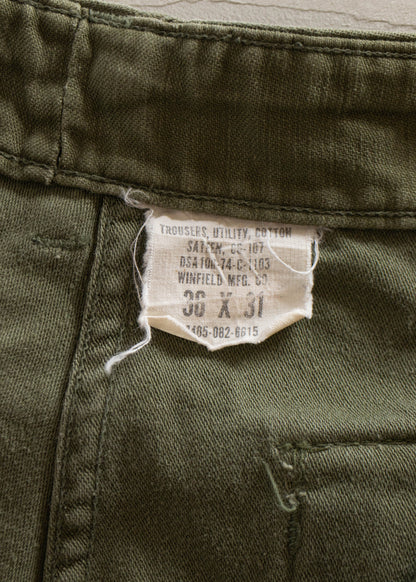 TROUSERS, UTILITY, COTTON
SATEEN, OG-107
DSA100-74-C-1103
WINFIELD MFG. CO.
36 X 31
8405-082-6615